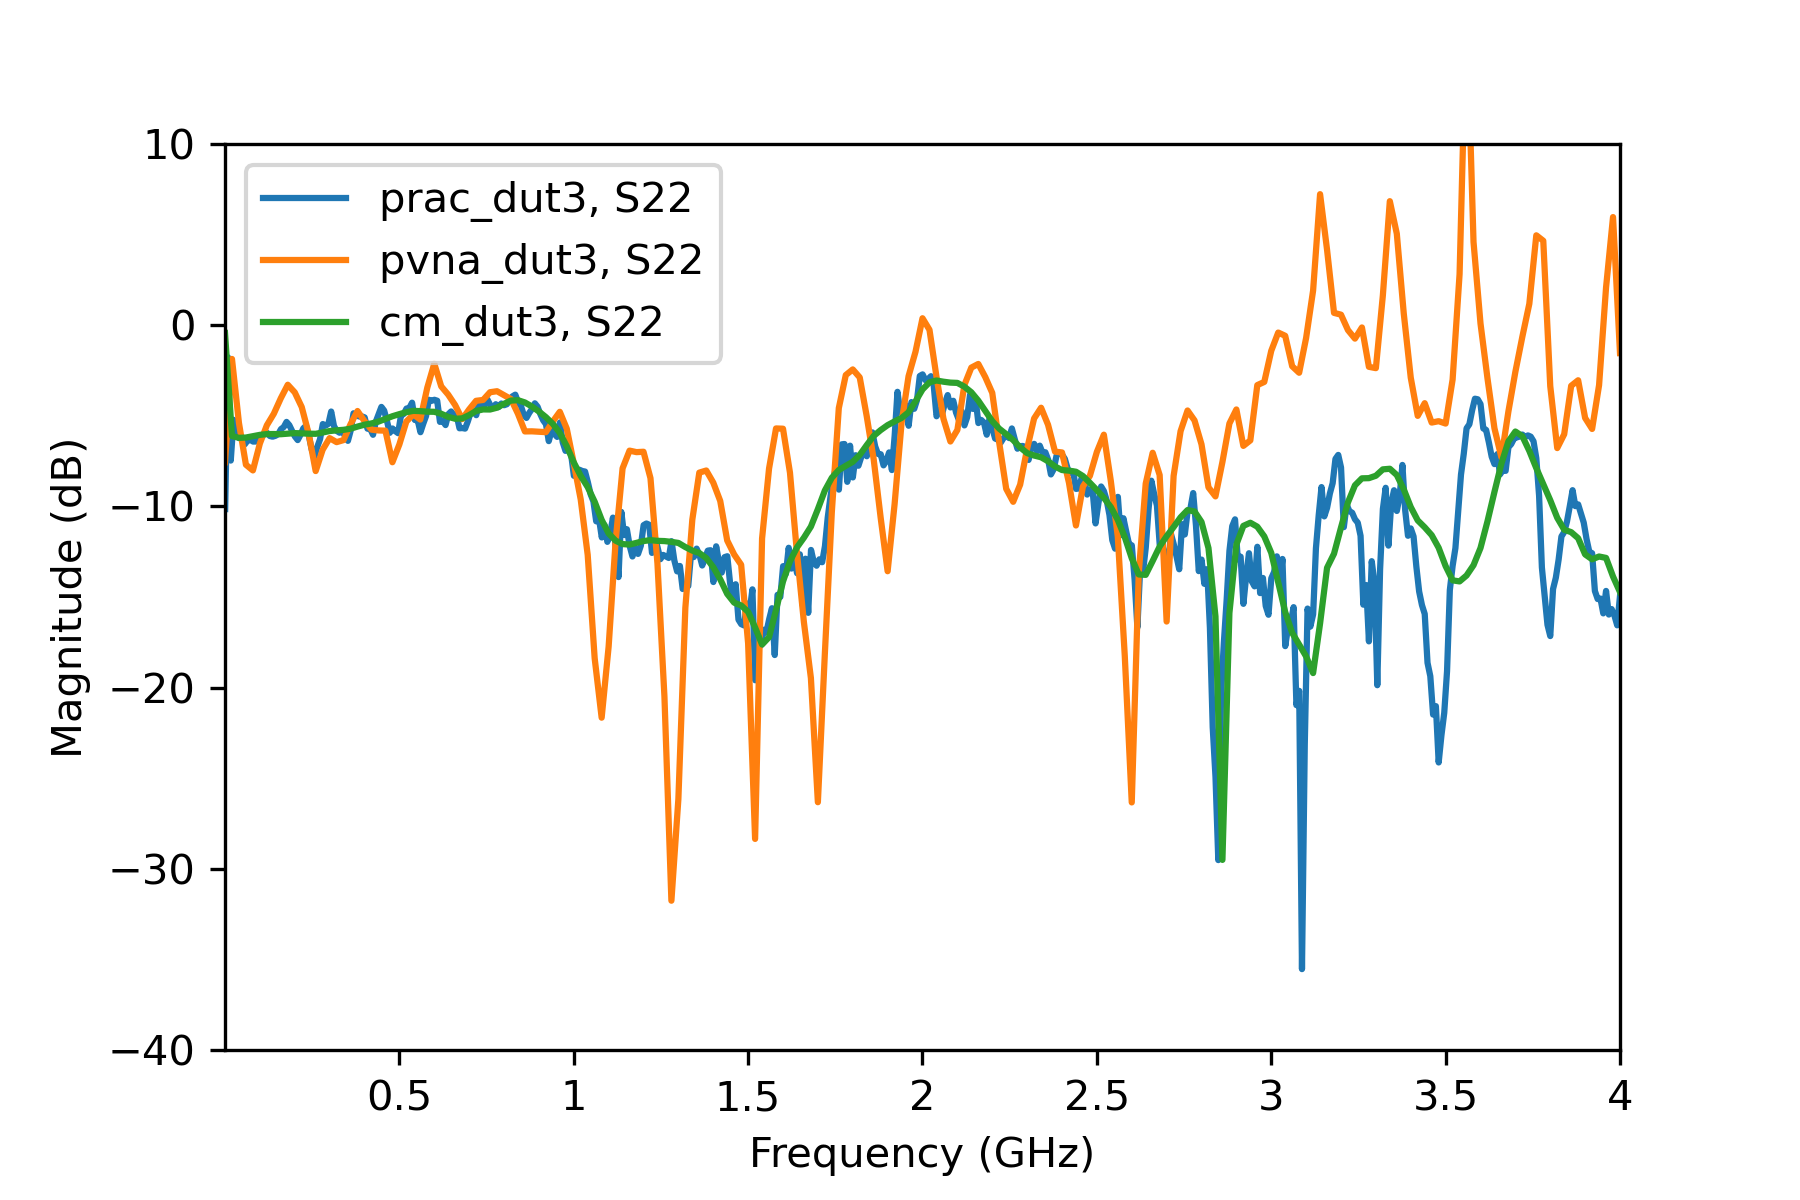 10
0
−10
−20
−30
−40
Magnitude (dB)
prac_dut3, S22
pvna_dut3, S22
cm_dut3, S22
0.5 1 1.5 2 2.5 3 3.5 4
Frequency (GHz)